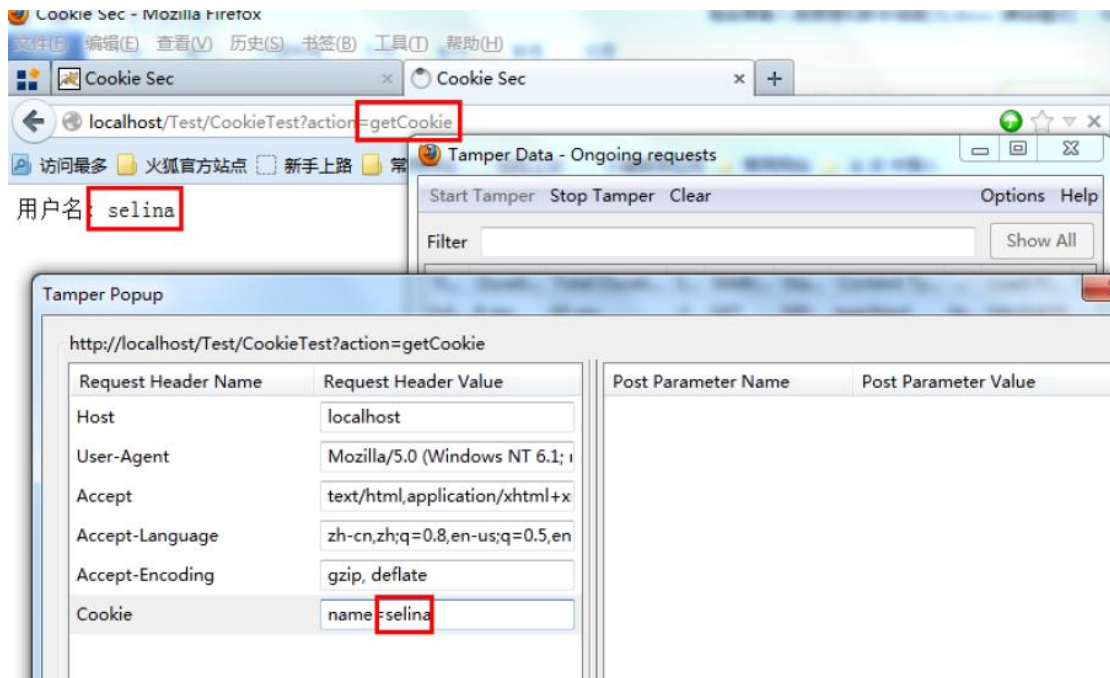 Cookie Sec - Mozilla Firefox
文件(F) 编辑(E) 查看(V) 历史(S) 书签(B) 工具(T) 帮助(H)
Cookie Sec × Cookie Sec × +
localhost/Test/CookieTest?action=getCookie
访问最多 火狐官方站点 新手上路 常
Tamper Data - Ongoing requests
Start Tamper Stop Tamper Clear Options Help
用户名: selina
Filter Show All
Tamper Popup
http://localhost/Test/CookieTest?action=getCookie
Request Header Name Request Header Value Post Parameter Name Post Parameter Value
Host localhost
User-Agent Mozilla/5.0 (Windows NT 6.1;
Accept text/html,application/xhtml+x
Accept-Language zh-cn,zh;q=0.8,en-us;q=0.5,en
Accept-Encoding gzip, deflate
Cookie name=selina